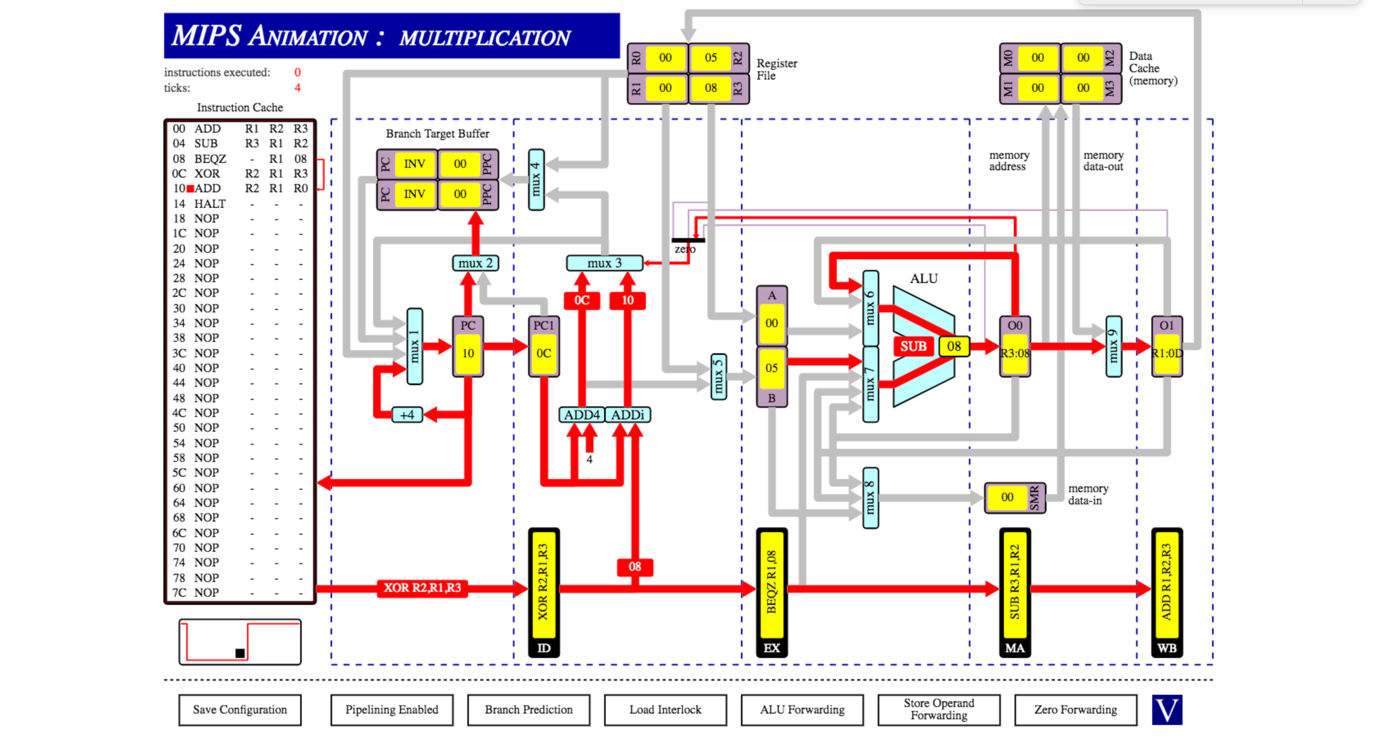 MIPS ANIMATION : MULTIPLICATION
instructions executed: 0
ticks: 4
Instruction Cache
00 ADD R1 R2 R3
04 SUB R3 R1 R2
08 BEQZ - R1 08
0C XOR R2 R1 R3
10 ADD R2 R1 R0
14 HALT - - -
18 NOP - - -
1C NOP - - -
20 NOP - - -
24 NOP - - -
28 NOP - - -
2C NOP - - -
30 NOP - - -
34 NOP - - -
38 NOP - - -
3C NOP - - -
40 NOP - - -
44 NOP - - -
48 NOP - - -
4C NOP - - -
50 NOP - - -
54 NOP - - -
58 NOP - - -
5C NOP - - -
60 NOP - - -
64 NOP - - -
68 NOP - - -
6C NOP - - -
70 NOP - - -
74 NOP - - -
78 NOP - - -
7C NOP - - -
R0 00 05 R2
R1 00 08 R3
Register
File
M0 00 00 M2
M1 00 00 M3
Data
Cache
(memory)
Branch Target Buffer
PC INV 00 PPC
PC INV 00 PPC
mux 4
memory
address
memory
data-out
zero
mux 2
mux 3
0C
10
mux 1
PC
10
PC1
0C
+4
ADD4
ADDi
4
mux 5
A
00
05
B
mux 6
mux 7
ALU
SUB
08
O0
R3:08
mux 9
O1
R1:0D
mux 8
00 SMR
memory
data-in
08
XOR R2,R1,R3
XOR R2,R1,R3
ID
BEQZ R1,08
EX
SUB R3,R1,R2
MA
ADD R1,R2,R3
WB
Save Configuration
Pipelining Enabled
Branch Prediction
Load Interlock
ALU Forwarding
Store Operand
Forwarding
Zero Forwarding
V